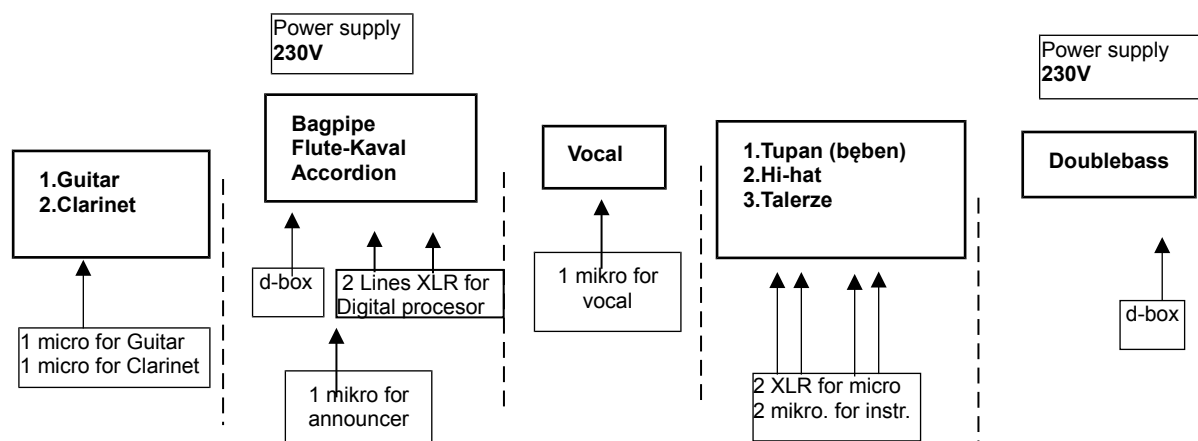 Power supply
230V
Power supply
230V
1.Guitar
2.Clarinet
Bagpipe
Flute-Kaval
Accordion
Vocal
1.Tupan (bęben)
2.Hi-hat
3.Talerze
Doublebass
1 micro for Guitar
1 micro for Clarinet
d-box
2 Lines XLR for
Digital procesor
1 mikro for
announcer
1 mikro for
vocal
2 XLR for micro
2 mikro. for instr.
d-box